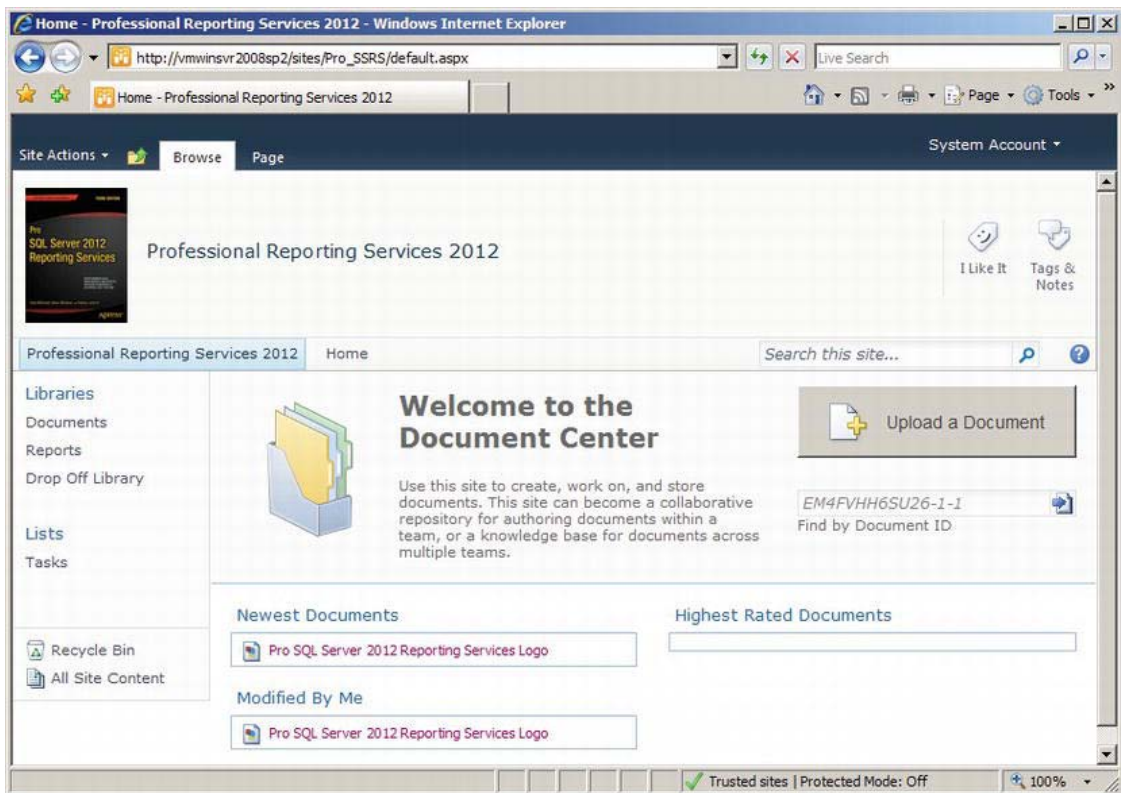 Home - Professional Reporting Services 2012 - Windows Internet Explorer
http://vmwinsvr2008sp2/sites/Pro_SSRS/default.aspx
Live Search
Home - Professional Reporting Services 2012
Page
Tools
Site Actions
Browse
Page
System Account
Pro
SQL Server 2012
Reporting Services
Apress
Professional Reporting Services 2012
I Like It
Tags &
Notes
Professional Reporting Services 2012
Home
Search this site...
Libraries
Documents
Reports
Drop Off Library
Lists
Tasks
Recycle Bin
All Site Content
Welcome to the
Document Center
Use this site to create, work on, and store
documents. This site can become a collaborative
repository for authoring documents within a
team, or a knowledge base for documents across
multiple teams.
Upload a Document
EM4FVHH6SU26-1-1
Find by Document ID
Newest Documents
Pro SQL Server 2012 Reporting Services Logo
Modified By Me
Pro SQL Server 2012 Reporting Services Logo
Highest Rated Documents
Trusted sites | Protected Mode: Off
100%